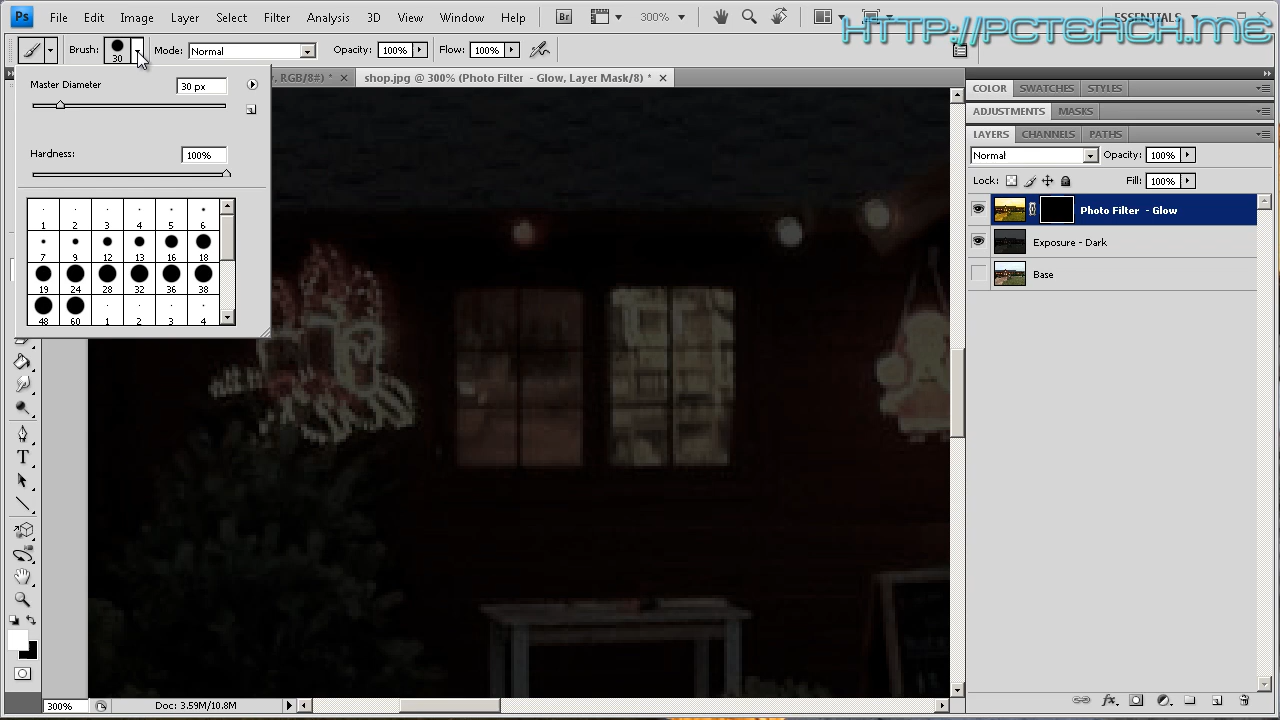 Ps File Edit Image Layer Select Filter Analysis 3D View Window Help Br 300%
HTTP://PCTEACH.ME
Brush: 30 Mode: Normal Opacity: 100% Flow: 100%
, RGB/8#) * shop.jpg @ 300% (Photo Filter - Glow, Layer Mask/8) *
Master Diameter 30 px
Hardness: 100%
1 2 3 4 5 6
7 9 12 13 16 18
19 24 28 32 36 38
48 60 1 2 3 4
COLOR SWATCHES STYLES
ADJUSTMENTS MASKS
LAYERS CHANNELS PATHS
Normal Opacity: 100%
Lock: Fill: 100%
Photo Filter - Glow
Exposure - Dark
Base
300% Doc: 3.59M/10.8M